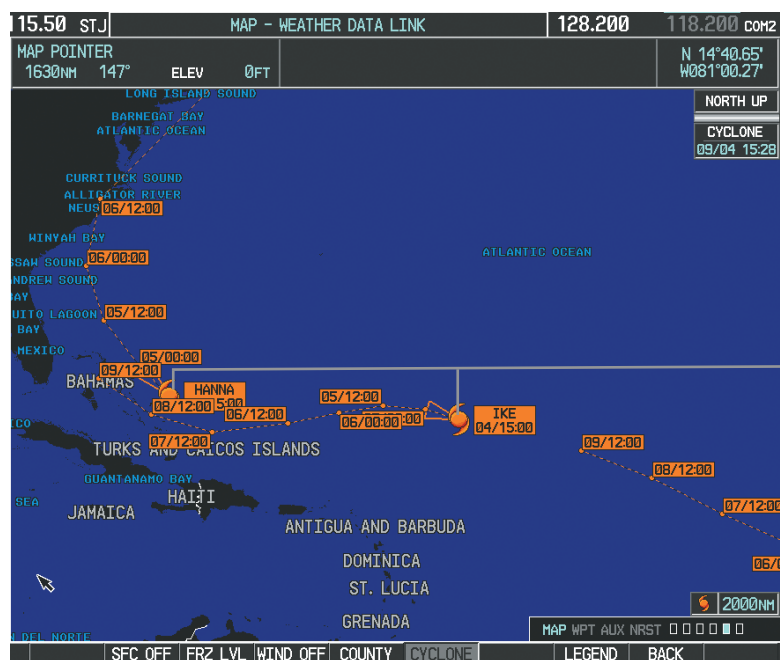 115.50 STJ
MAP – WEATHER DATA LINK
128.200
118.200 COM2
MAP POINTER
1630NM 147° ELEV 0FT
N 14°40.65'
W081°00.27'
NORTH UP
CYCLONE
09/04 15:28
LONG ISLAND SOUND
BARNEGAT BAY
ATLANTIC OCEAN
CURRITUCK SOUND
ALLIGATOR RIVER
NEUS 06/12:00
WINYAH BAY
ATLANTIC OCEAN
SSAW SOUND 06/00:00
NDREW SOUND
AY
UITO LAGOON 05/12:00
BAY
MEXICO
05/00:00
09/12:00
BAHAMAS
HANNA
5:00
08/12:00
06/12:00
05/12:00
06/00:00
:00
IKE
04/15:00
CO
07/12:00
TURKS AND CAICOS ISLANDS
09/12:00
08/12:00
07/12:00
06/0
GUANTANAMO BAY
SEA
HAITI
JAMAICA
ANTIGUA AND BARBUDA
DOMINICA
ST. LUCIA
GRENADA
2000NM
N DEL NORTE
MAP WPT AUX NRST
SFC OFF FRZ LVL WIND OFF COUNTY CYCLONE LEGEND BACK